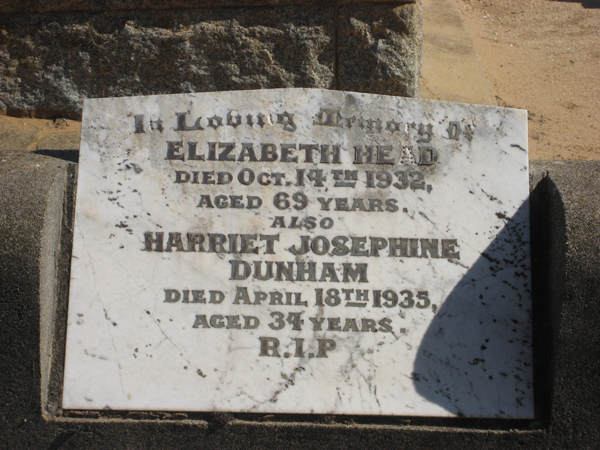 In Loving Memory Of
ELIZABETH HEAD
DIED OCT. 14TH 1932,
AGED 69 YEARS.
ALSO
HARRIET JOSEPHINE
DUNHAM
DIED APRIL 18TH 1935,
AGED 34 YEARS.
R.I.P